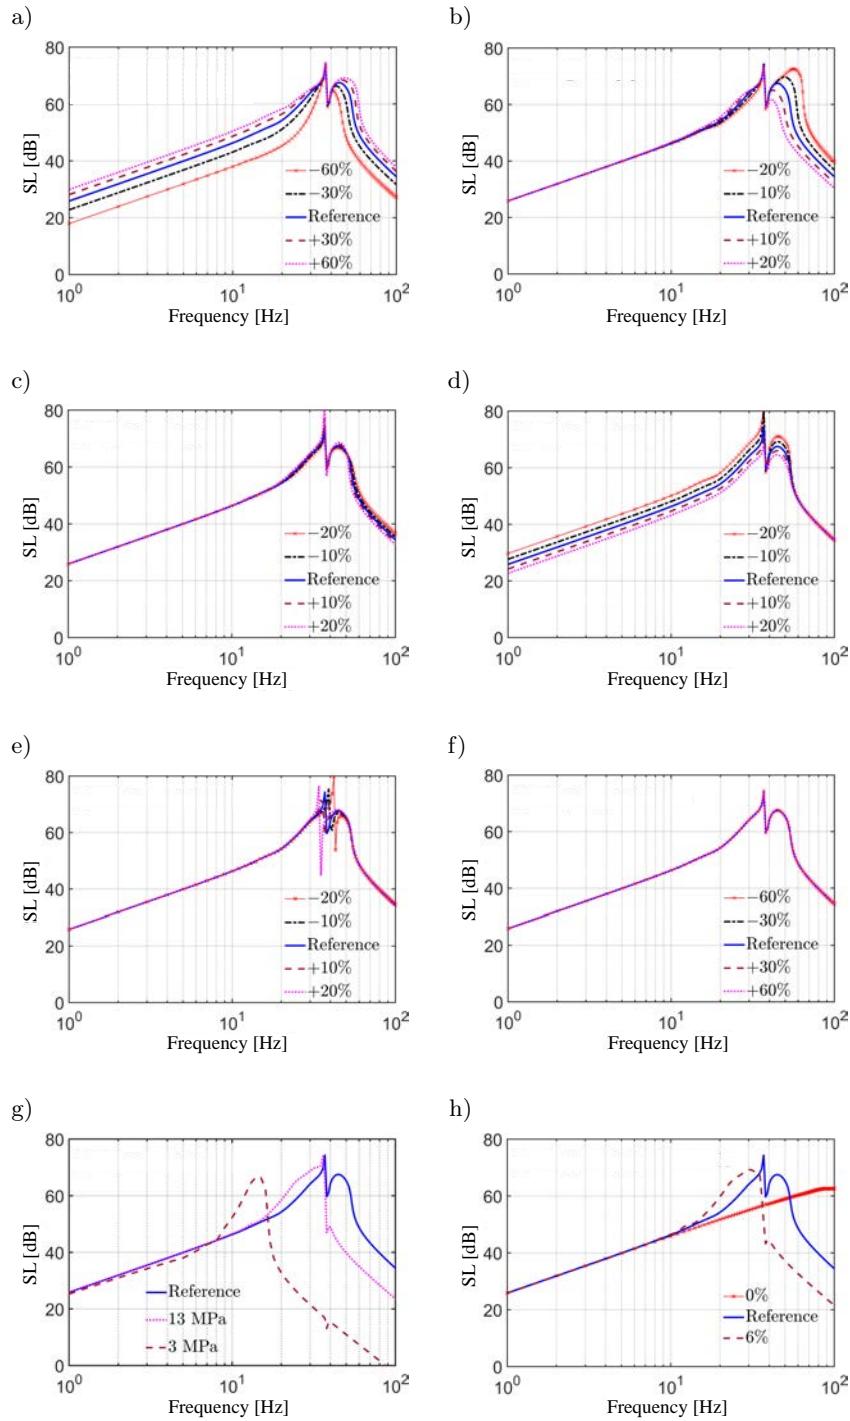 a)
80
60
40
20
0
SL [dB]
−60%
−30%
Reference
+30%
+60%
10^0
10^1
10^2
Frequency [Hz]
b)
80
60
40
20
0
SL [dB]
−20%
−10%
Reference
+10%
+20%
10^0
10^1
10^2
Frequency [Hz]
c)
80
60
40
20
0
SL [dB]
−20%
−10%
Reference
+10%
+20%
10^0
10^1
10^2
Frequency [Hz]
d)
80
60
40
20
0
SL [dB]
−20%
−10%
Reference
+10%
+20%
10^0
10^1
10^2
Frequency [Hz]
e)
80
60
40
20
0
SL [dB]
−20%
−10%
Reference
+10%
+20%
10^0
10^1
10^2
Frequency [Hz]
f)
80
60
40
20
0
SL [dB]
−60%
−30%
Reference
+30%
+60%
10^0
10^1
10^2
Frequency [Hz]
g)
80
60
40
20
0
SL [dB]
Reference
13 MPa
3 MPa
10^0
10^1
10^2
Frequency [Hz]
h)
80
60
40
20
0
SL [dB]
0%
Reference
6%
10^0
10^1
10^2
Frequency [Hz]